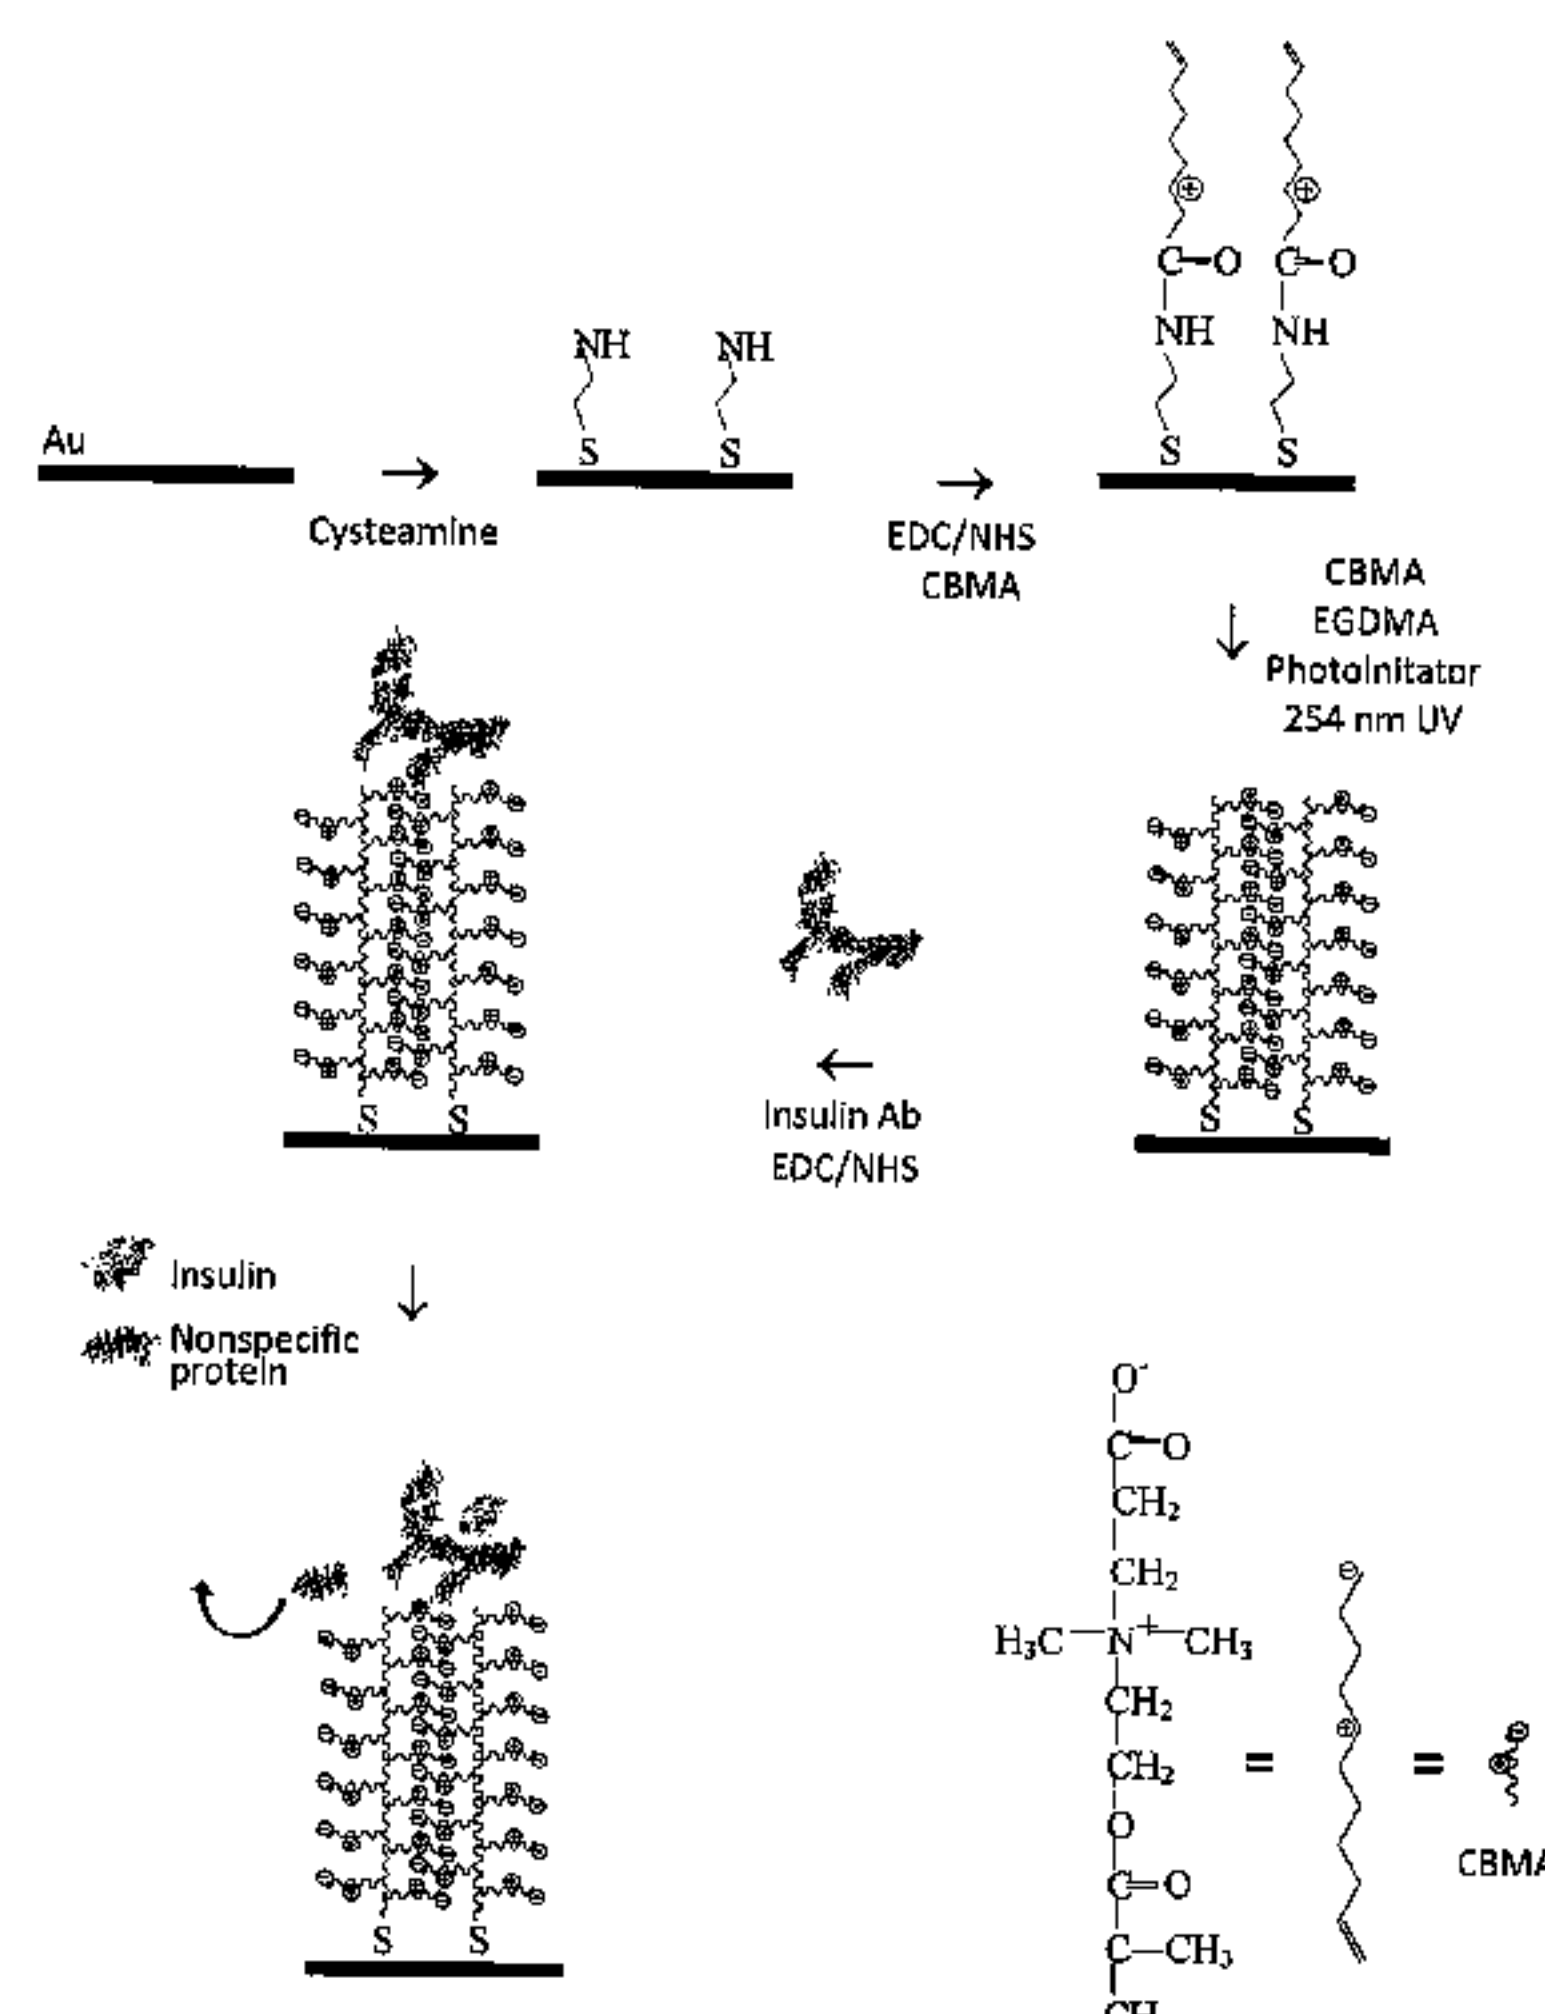 C-O C-O
NH NH
NH NH
S S
Au
S S
Cysteamine
EDC/NHS
CBMA
CBMA
EGDMA
Photoinitator
254 nm UV
S S
S S
Insulin Ab
EDC/NHS
Insulin
Nonspecific
protein
O⁻
C-O
CH₂
CH₂
H₃C-N⁺-CH₃
CH₂
CH₂
O
C=O
C-CH₃
= =
CBMA
S S